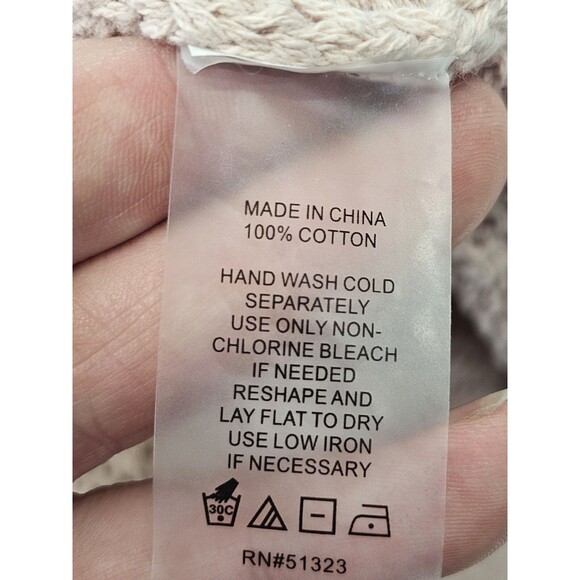 MADE IN CHINA
100% COTTON
HAND WASH COLD
SEPARATELY
USE ONLY NON-
CHLORINE BLEACH
IF NEEDED
RESHAPE AND
LAY FLAT TO DRY
USE LOW IRON
IF NECESSARY
30C
RN#51323